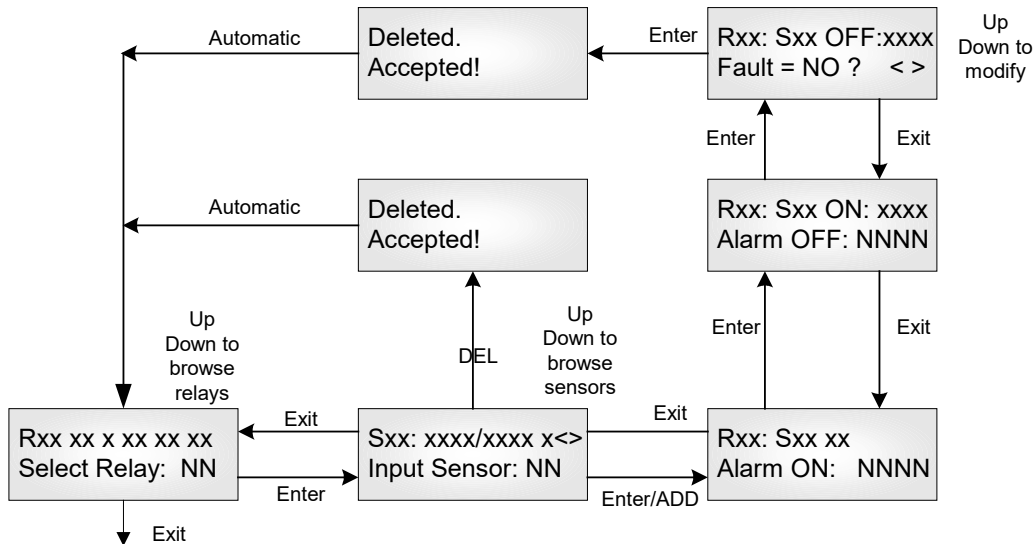 Automatic
Deleted.
Accepted!
Enter
Rxx: Sxx OFF:xxxx
Fault = NO ? < >
Up
Down to
modify
Enter
Exit
Automatic
Deleted.
Accepted!
Rxx: Sxx ON: xxxx
Alarm OFF: NNNN
Up
Down to
browse
relays
DEL
Up
Down to
browse
sensors
Enter
Exit
Rxx xx x xx xx xx
Select Relay: NN
Exit
Enter
Sxx: xxxx/xxxx x<>
Input Sensor: NN
Exit
Enter/ADD
Rxx: Sxx xx
Alarm ON: NNNN
Exit